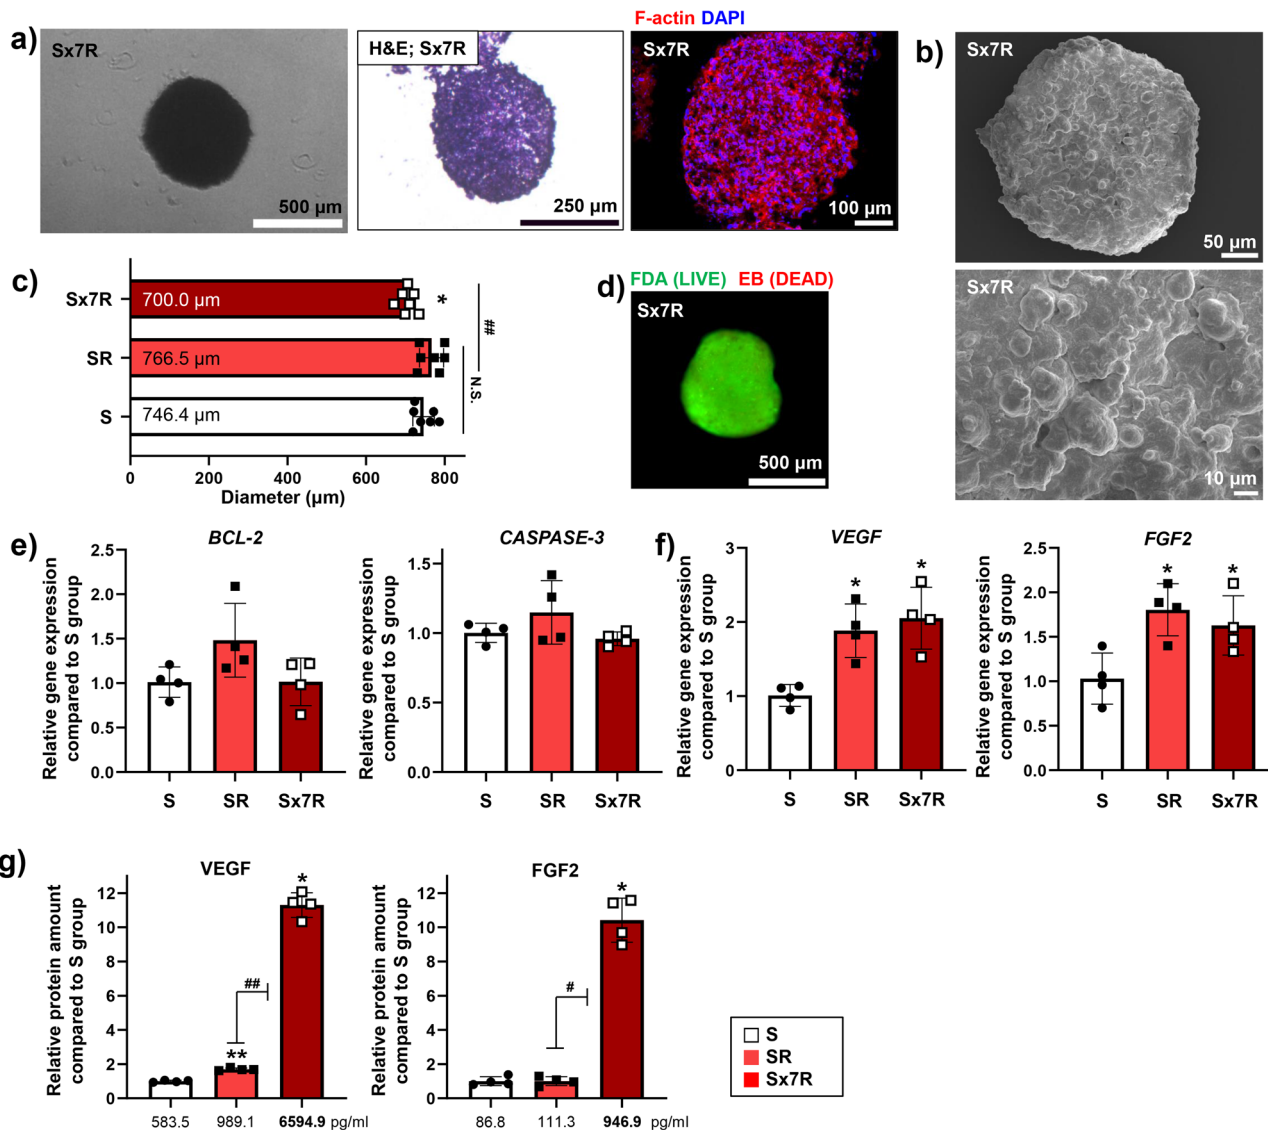 F-actin DAPI
a)
Sx7R
500 µm
H&E; Sx7R
250 µm
Sx7R
100 µm
b)
Sx7R
50 µm
Sx7R
10 µm
c)
Sx7R
700.0 µm
*
SR
766.5 µm
S
746.4 µm
##
N.S.
0 200 400 600 800
Diameter (µm)
d)
FDA (LIVE) EB (DEAD)
Sx7R
500 µm
e)
BCL-2
Relative gene expression
compared to S group
2.5
2.0
1.5
1.0
0.5
0.0
S SR Sx7R
CASPASE-3
Relative gene expression
compared to S group
1.5
1.0
0.5
0.0
S SR Sx7R
f)
VEGF
Relative gene expression
compared to S group
3
2
1
0
* *
S SR Sx7R
FGF2
Relative gene expression
compared to S group
2.5
2.0
1.5
1.0
0.5
0.0
* *
S SR Sx7R
g)
VEGF
Relative protein amount
compared to S group
12
10
8
6
4
2
0
*
##
**
583.5 989.1 6594.9 pg/ml
FGF2
Relative protein amount
compared to S group
12
10
8
6
4
2
0
*
#
86.8 111.3 946.9 pg/ml
S
SR
Sx7R